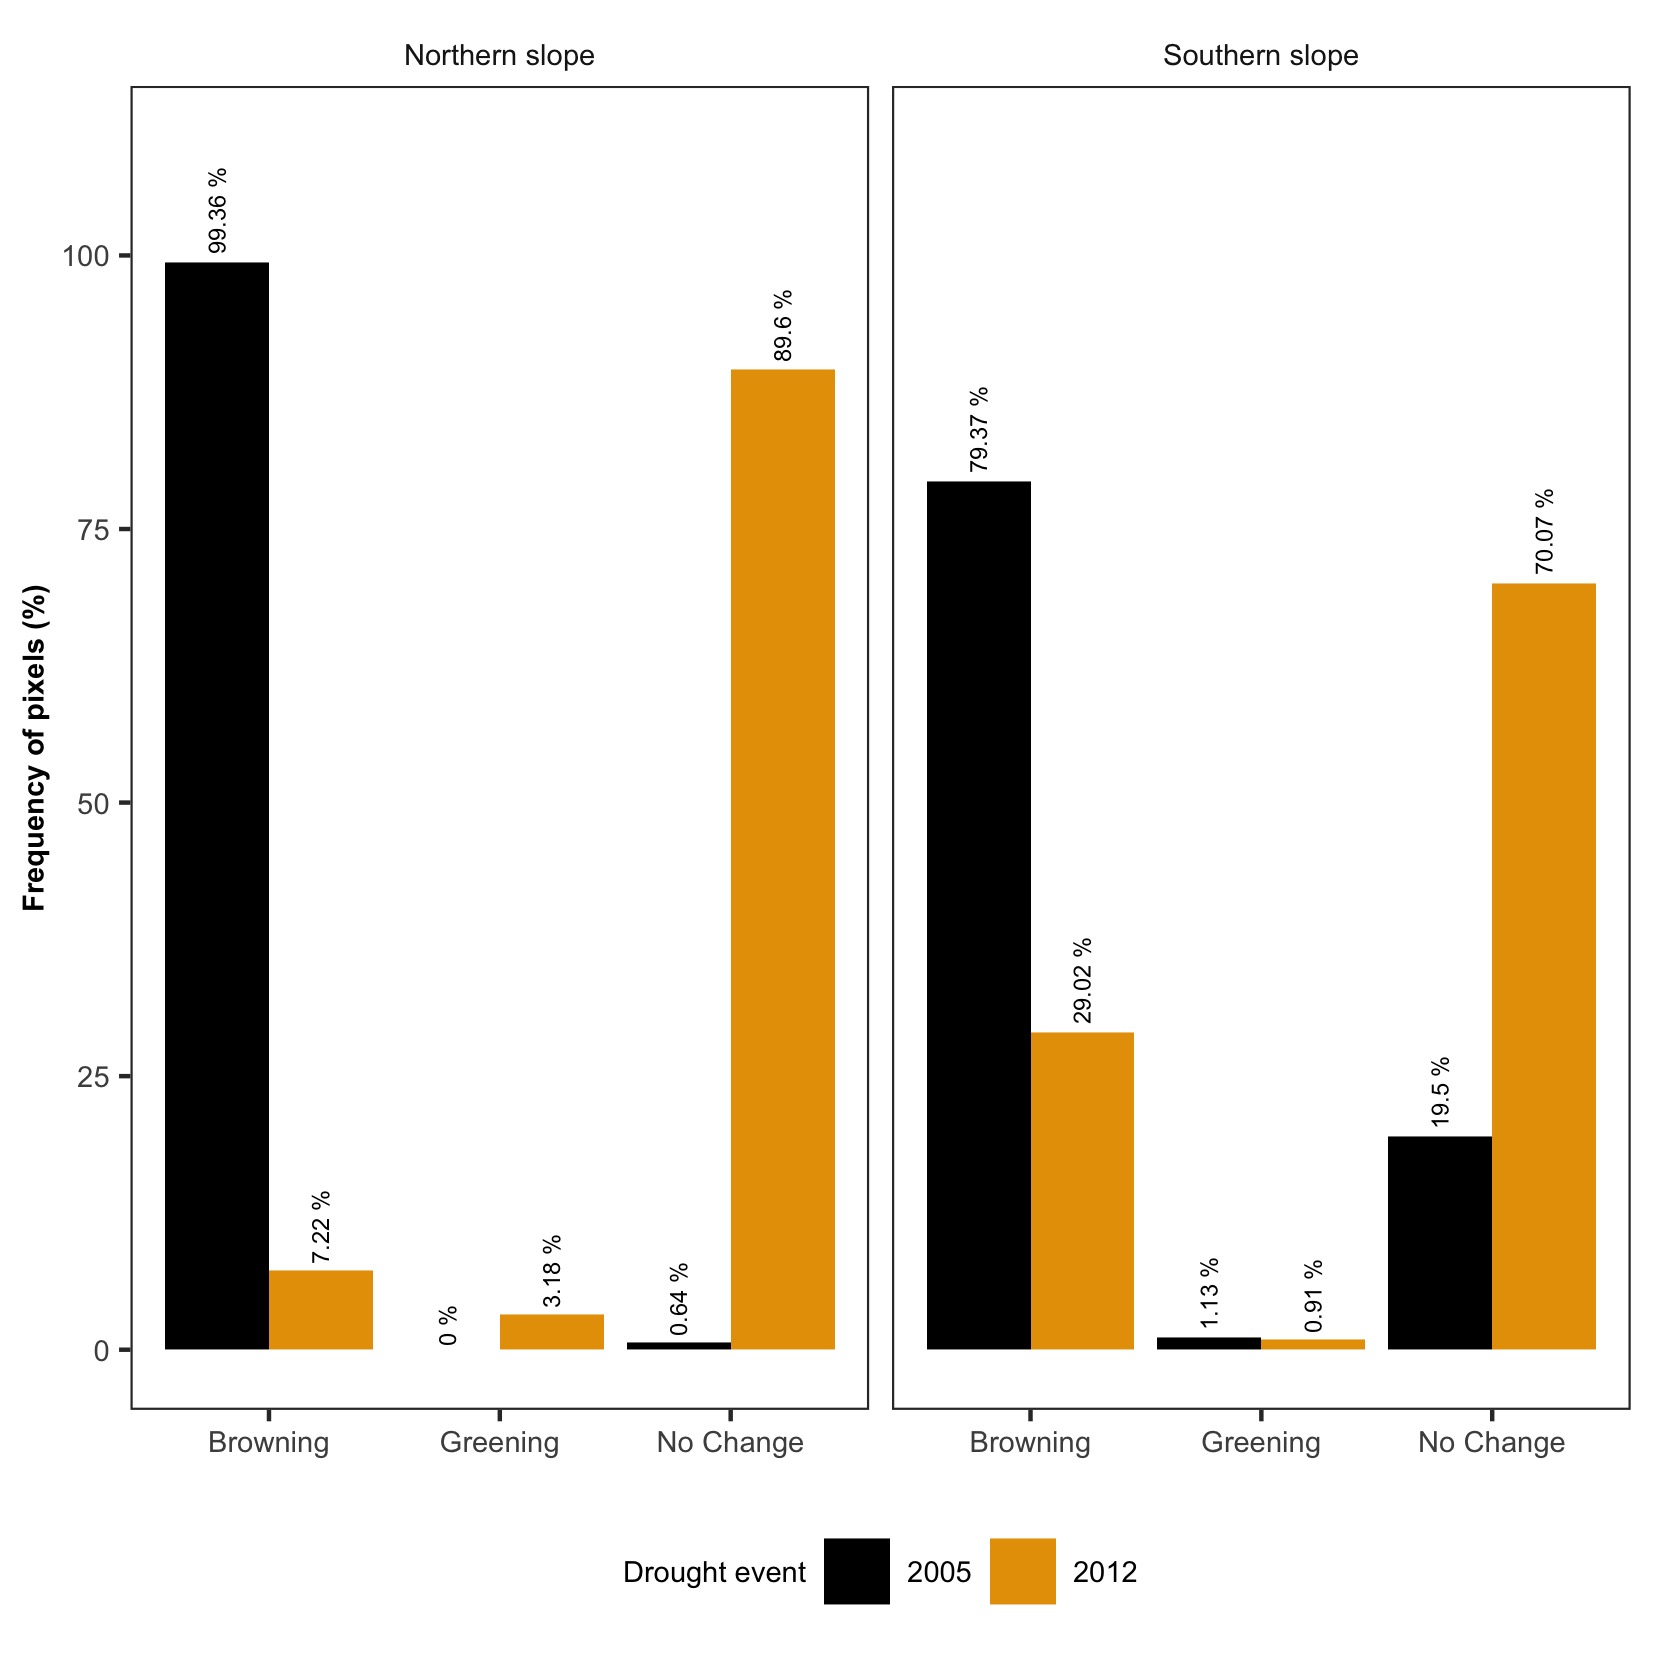 Northern slope
Southern slope
Frequency of pixels (%)
100
75
50
25
0
99.36 %
7.22 %
0 %
3.18 %
0.64 %
89.6 %
79.37 %
29.02 %
1.13 %
0.91 %
19.5 %
70.07 %
Browning
Greening
No Change
Browning
Greening
No Change
Drought event
2005
2012